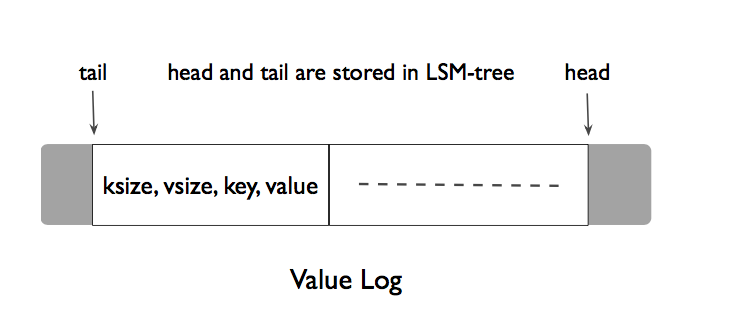 tail
head and tail are stored in LSM-tree
head
ksize, vsize, key, value
Value Log